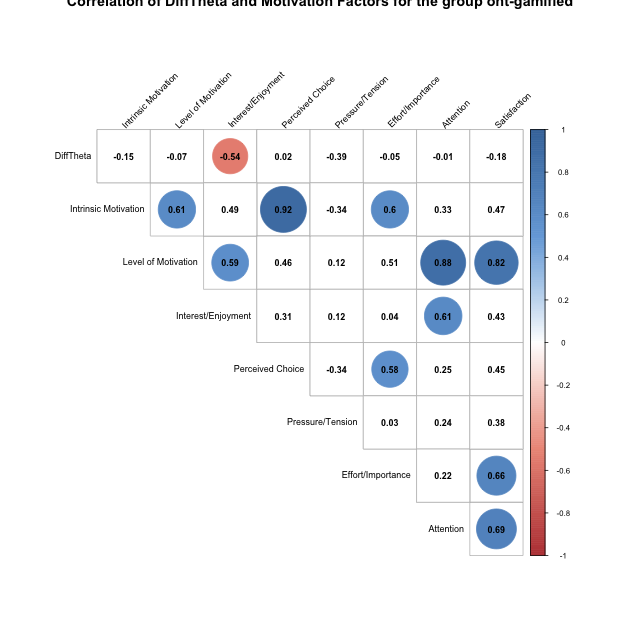 Correlation of DiffTheta and Motivation Factors for the group ont-gamified
Intrinsic Motivation
Level of Motivation
Interest/Enjoyment
Perceived Choice
Pressure/Tension
Effort/Importance
Attention
Satisfaction
DiffTheta -0.15 -0.07 -0.54 0.02 -0.39 -0.05 -0.01 -0.18
Intrinsic Motivation 0.61 0.49 0.92 -0.34 0.6 0.33 0.47
Level of Motivation 0.59 0.46 0.12 0.51 0.88 0.82
Interest/Enjoyment 0.31 0.12 0.04 0.61 0.43
Perceived Choice -0.34 0.58 0.25 0.45
Pressure/Tension 0.03 0.24 0.38
Effort/Importance 0.22 0.66
Attention 0.69
1
0.8
0.6
0.4
0.2
0
-0.2
-0.4
-0.6
-0.8
-1